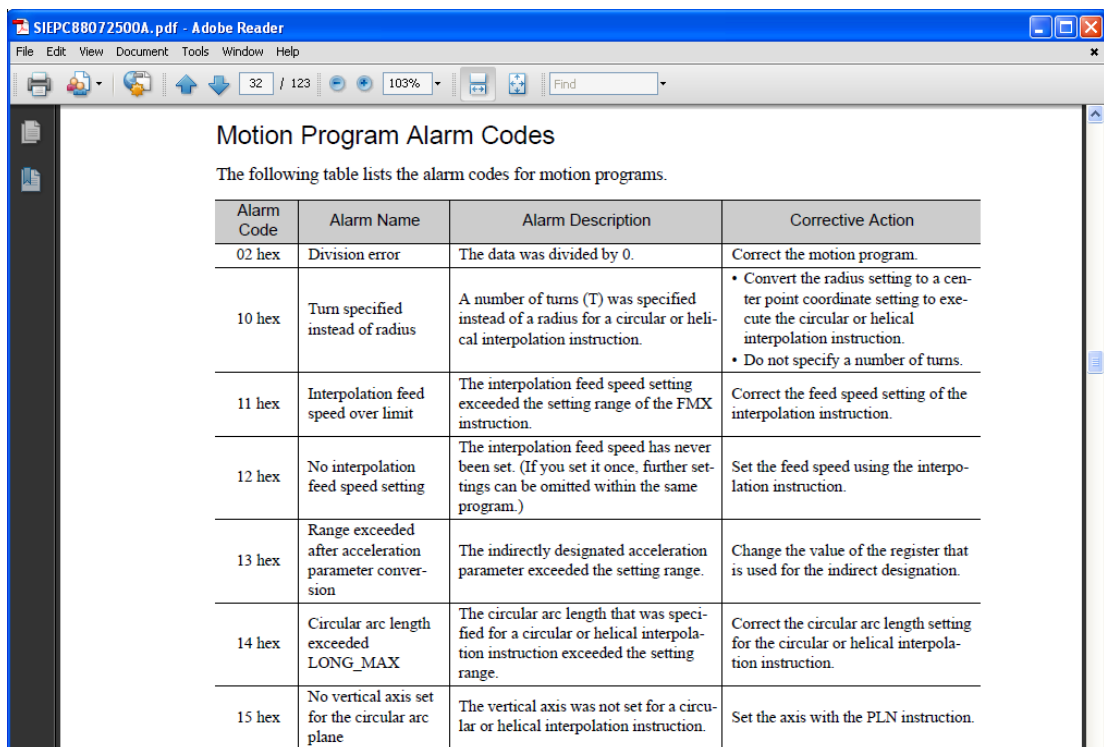 SIEPC88072500A.pdf - Adobe Reader
File Edit View Document Tools Window Help
32 / 123 103% Find
Motion Program Alarm Codes
The following table lists the alarm codes for motion programs.
Alarm Code
Alarm Name
Alarm Description
Corrective Action
02 hex
Division error
The data was divided by 0.
Correct the motion program.
10 hex
Turn specified
instead of radius
A number of turns (T) was specified
instead of a radius for a circular or heli-
cal interpolation instruction.
• Convert the radius setting to a cen-
ter point coordinate setting to exe-
cute the circular or helical
interpolation instruction.
• Do not specify a number of turns.
11 hex
Interpolation feed
speed over limit
The interpolation feed speed setting
exceeded the setting range of the FMX
instruction.
Correct the feed speed setting of the
interpolation instruction.
12 hex
No interpolation
feed speed setting
The interpolation feed speed has never
been set. (If you set it once, further set-
tings can be omitted within the same
program.)
Set the feed speed using the interpo-
lation instruction.
13 hex
Range exceeded
after acceleration
parameter conver-
sion
The indirectly designated acceleration
parameter exceeded the setting range.
Change the value of the register that
is used for the indirect designation.
14 hex
Circular arc length
exceeded
LONG_MAX
The circular arc length that was speci-
fied for a circular or helical interpola-
tion instruction exceeded the setting
range.
Correct the circular arc length setting
for the circular or helical interpola-
tion instruction.
15 hex
No vertical axis set
for the circular arc
plane
The vertical axis was not set for a circu-
lar or helical interpolation instruction.
Set the axis with the PLN instruction.